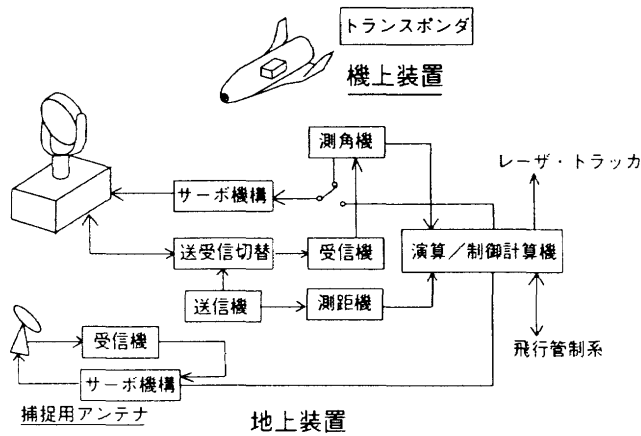 トランスポンダ
機上装置
測角機
レーザ・トラッカ
サーボ機構
送受信切替
受信機
演算/制御計算機
送信機
測距機
受信機
飛行管制系
サーボ機構
捕捉用アンテナ
地上装置